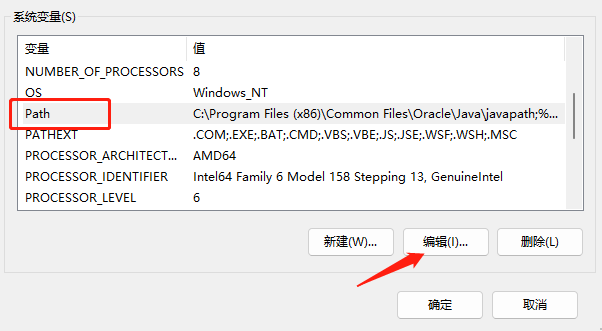 系统变量(S)
变量 值
NUMBER_OF_PROCESSORS 8
OS Windows_NT
Path C:\Program Files (x86)\Common Files\Oracle\Java\javapath;%...
PATHEXT .COM;.EXE;.BAT;.CMD;.VBS;.VBE;.JS;.JSE;.WSF;.WSH;.MSC
PROCESSOR_ARCHITECT... AMD64
PROCESSOR_IDENTIFIER Intel64 Family 6 Model 158 Stepping 13, GenuineIntel
PROCESSOR_LEVEL 6
新建(W)... 编辑(I)... 删除(L)
确定 取消